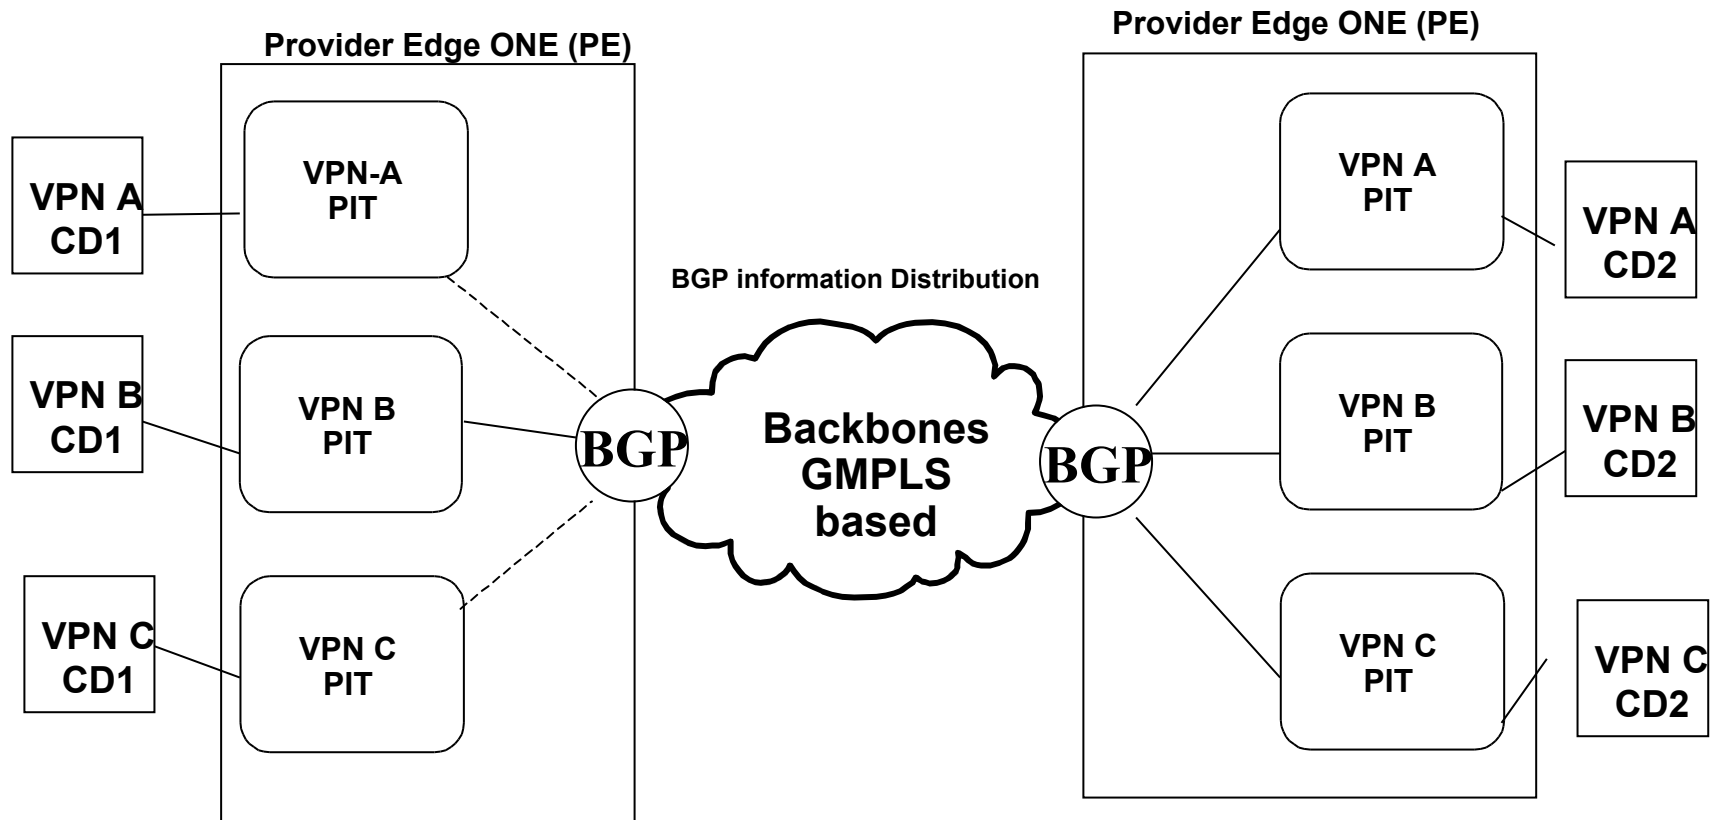 Provider Edge ONE (PE)
Provider Edge ONE (PE)
VPN A
CD1
VPN-A
PIT
VPN A
PIT
VPN A
CD2
BGP information Distribution
VPN B
CD1
VPN B
PIT
BGP
Backbones
GMPLS
based
BGP
VPN B
PIT
VPN B
CD2
VPN C
CD1
VPN C
PIT
VPN C
PIT
VPN C
CD2